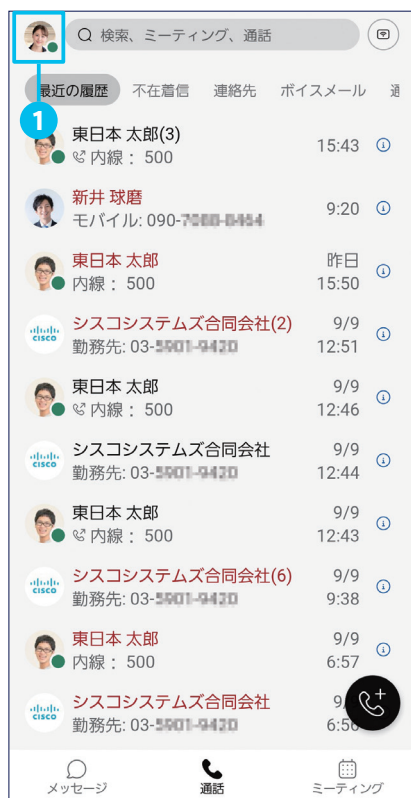 検索、ミーティング、通話
最近の履歴 不在着信 連絡先 ボイスメール
1
東日本 太郎(3) 15:43
内線： 500
新井 球磨 9:20
モバイル: 090-
東日本 太郎 昨日
内線： 500 15:50
シスコシステムズ合同会社(2) 9/9
勤務先: 03- 12:51
東日本 太郎 9/9
内線： 500 12:46
シスコシステムズ合同会社 9/9
勤務先: 03- 12:44
東日本 太郎 9/9
内線： 500 12:43
シスコシステムズ合同会社(6) 9/9
勤務先: 03- 9:38
東日本 太郎 9/9
内線： 500 6:57
シスコシステムズ合同会社
勤務先: 03-
メッセージ 通話 ミーティング